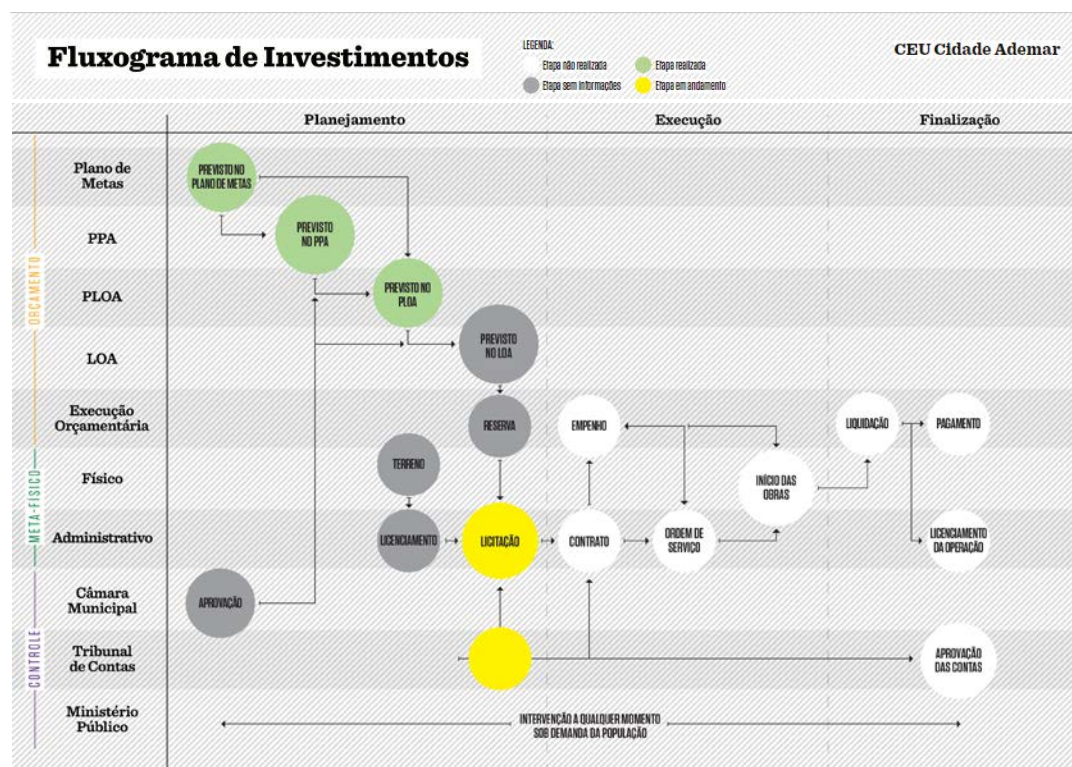 Fluxograma de Investimentos
LEGENDA:
Etapa não realizada
Etapa realizada
Etapa sem informações
Etapa em andamento
CEU Cidade Ademar
Planejamento
Execução
Finalização
ORÇAMENTO
META-FÍSICO
CONTROLE
Plano de
Metas
PREVISTO NO
PLANO DE METAS
PPA
PREVISTO
NO PPA
PLOA
PREVISTO NO
PLOA
LOA
PREVISTO
NO LOA
Execução
Orçamentária
RESERVA
EMPENHO
LIQUIDAÇÃO
PAGAMENTO
Físico
TERRENO
INÍCIO DAS
OBRAS
Administrativo
LICENCIAMENTO
LICITAÇÃO
CONTRATO
ORDEM DE
SERVIÇO
LICENCIAMENTO
DA OPERAÇÃO
Câmara
Municipal
APROVAÇÃO
Tribunal
de Contas
APROVAÇÃO
DAS CONTAS
Ministério
Público
INTERVENÇÃO A QUALQUER MOMENTO
SOB DEMANDA DA POPULAÇÃO